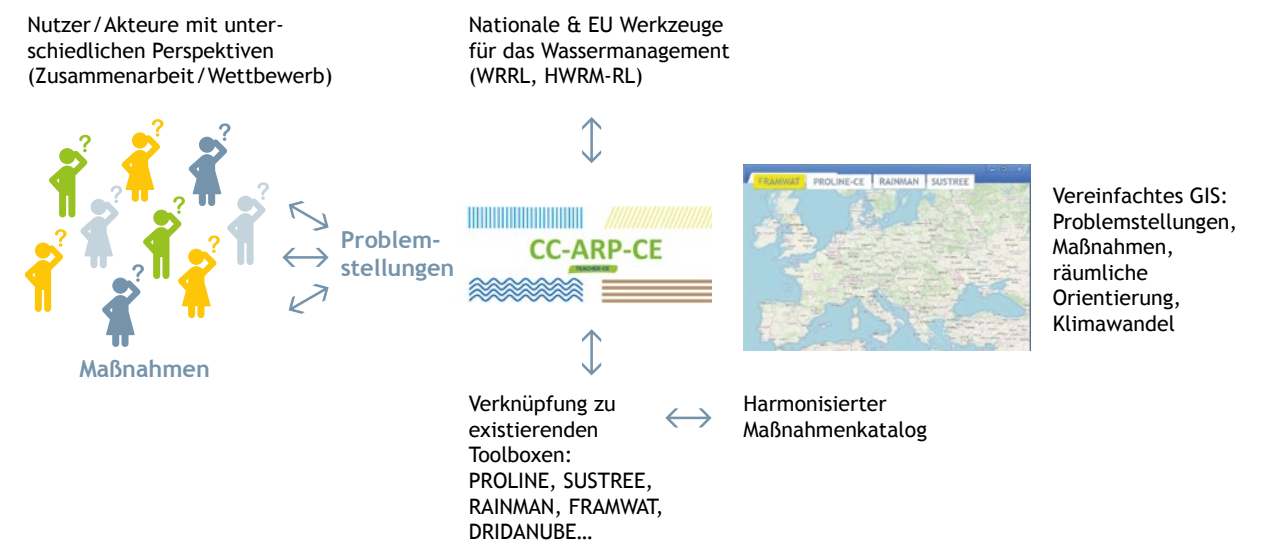 Nutzer/Akteure mit unter-
schiedlichen Perspektiven
(Zusammenarbeit/Wettbewerb)
? ? ?
? ? ?
? ? ?
?
Maßnahmen
Problem-
stellungen
Nationale & EU Werkzeuge
für das Wassermanagement
(WRRL, HWRM-RL)
CC-ARP-CE
TEACHER-CE
FRAMWAT PROLINE-CE RAINMAN SUSTREE
Vereinfachtes GIS:
Problemstellungen,
Maßnahmen,
räumliche
Orientierung,
Klimawandel
Verknüpfung zu
existierenden
Toolboxen:
PROLINE, SUSTREE,
RAINMAN, FRAMWAT,
DRIDANUBE…
Harmonisierter
Maßnahmenkatalog